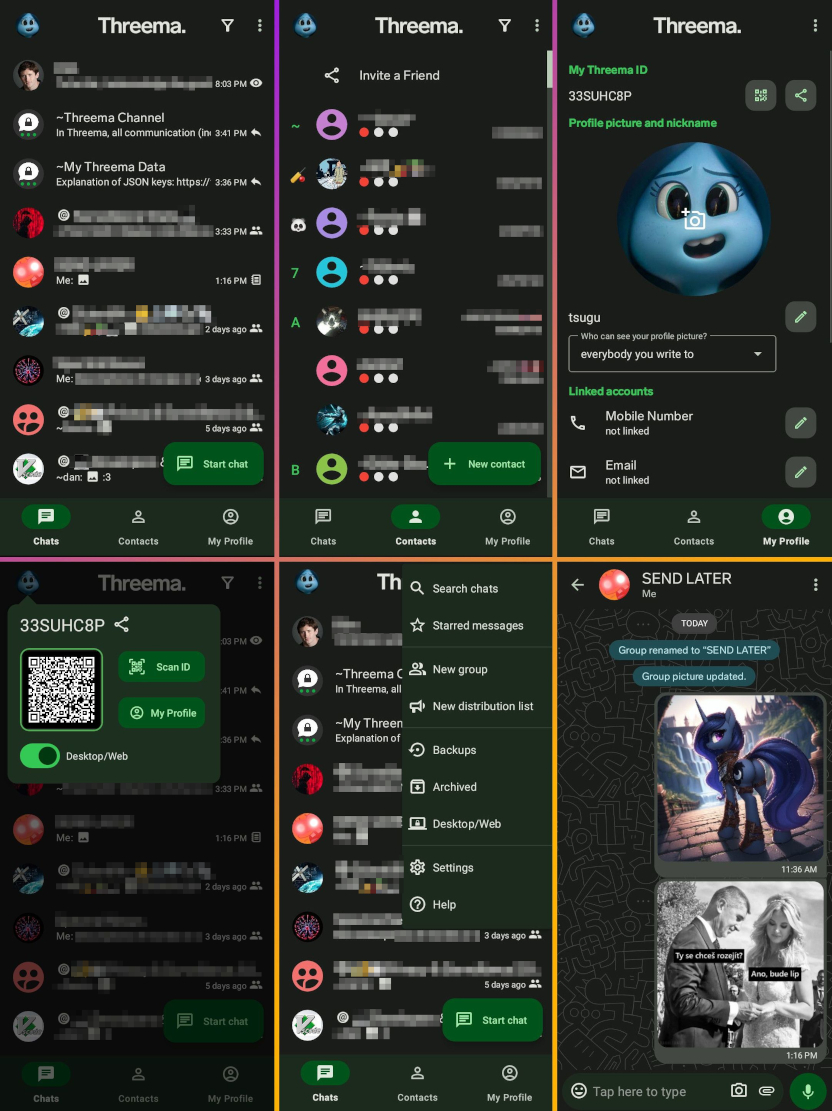 Threema.
8:03 PM
~Threema Channel
In Threema, all communication (in 3:41 PM
~My Threema Data
Explanation of JSON keys: https:// 3:36 PM
@
3:33 PM
Me: 1:16 PM
@
2 days ago
Me: 3 days ago
@
~ 5 days ago
@
~dan: :3
Start chat
Chats Contacts My Profile
Threema.
Invite a Friend
~
7
A
B
New contact
Chats Contacts My Profile
Threema.
My Threema ID
33SUHC8P
Profile picture and nickname
tsugu
Who can see your profile picture?
everybody you write to
Linked accounts
Mobile Number
not linked
Email
not linked
Chats Contacts My Profile
Threema.
33SUHC8P
Scan ID
My Profile
Desktop/Web
:03 PM
:41 PM
:36 PM
3:33 PM
Me: 1:16 PM
@
2 days ago
Me: 3 days ago
@
5 days ago
@
Start chat
Chats Contacts My Profile
Th
~Threema C
In Threema, all
~My Threem
Explanation of
Search chats
Starred messages
New group
New distribution list
Backups
Archived
Desktop/Web
Settings
Help
3 days ago
5 days ago
@
Start chat
Chats Contacts My Profile
SEND LATER
Me
TODAY
Group renamed to “SEND LATER”
Group picture updated.
11:36 AM
Ty se chceš rozejít?
Ano, bude líp
1:16 PM
Tap here to type